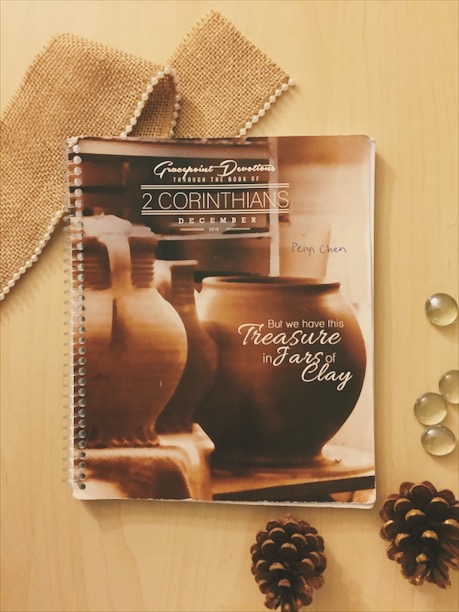 Gracepoint Devotions
THROUGH THE BOOK OF
2 CORINTHIANS
DECEMBER
Peiyi Chen
But we have this
Treasure
in Jars of
Clay